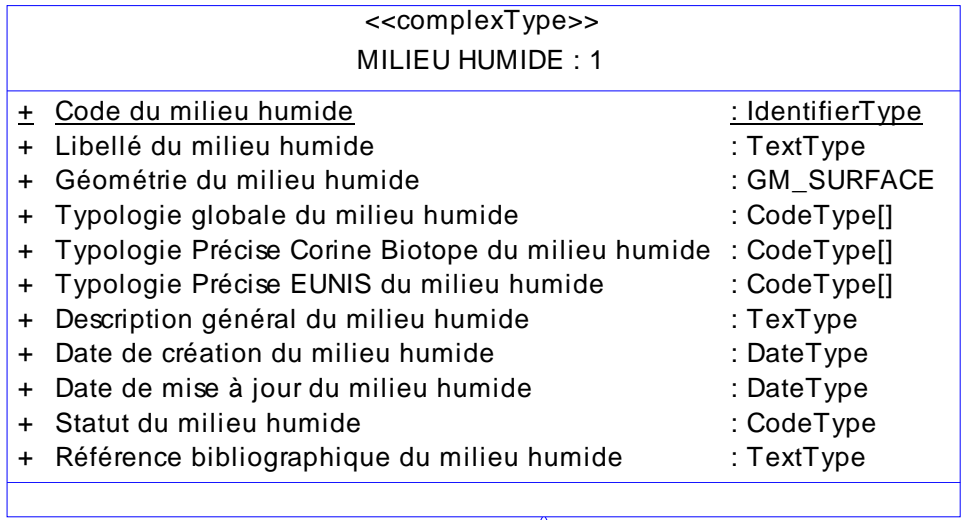 <<complexType>>
MILIEU HUMIDE : 1
+ Code du milieu humide : IdentifierType
+ Libellé du milieu humide : TextType
+ Géométrie du milieu humide : GM_SURFACE
+ Typologie globale du milieu humide : CodeType[]
+ Typologie Précise Corine Biotope du milieu humide : CodeType[]
+ Typologie Précise EUNIS du milieu humide : CodeType[]
+ Description général du milieu humide : TexType
+ Date de création du milieu humide : DateType
+ Date de mise à jour du milieu humide : DateType
+ Statut du milieu humide : CodeType
+ Référence bibliographique du milieu humide : TextType